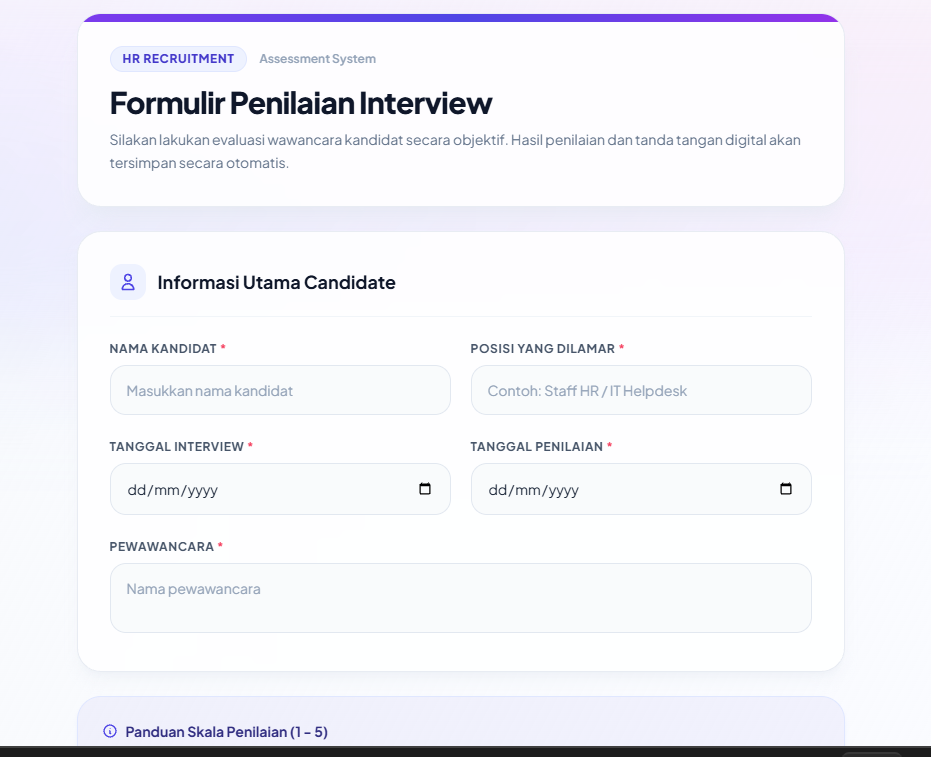 HR RECRUITMENT Assessment System
Formulir Penilaian Interview
Silakan lakukan evaluasi wawancara kandidat secara objektif. Hasil penilaian dan tanda tangan digital akan
tersimpan secara otomatis.
Informasi Utama Candidate
NAMA KANDIDAT *
Masukkan nama kandidat
POSISI YANG DILAMAR *
Contoh: Staff HR / IT Helpdesk
TANGGAL INTERVIEW *
dd/mm/yyyy
TANGGAL PENILAIAN *
dd/mm/yyyy
PEWAWANCARA *
Nama pewawancara
Panduan Skala Penilaian (1 - 5)